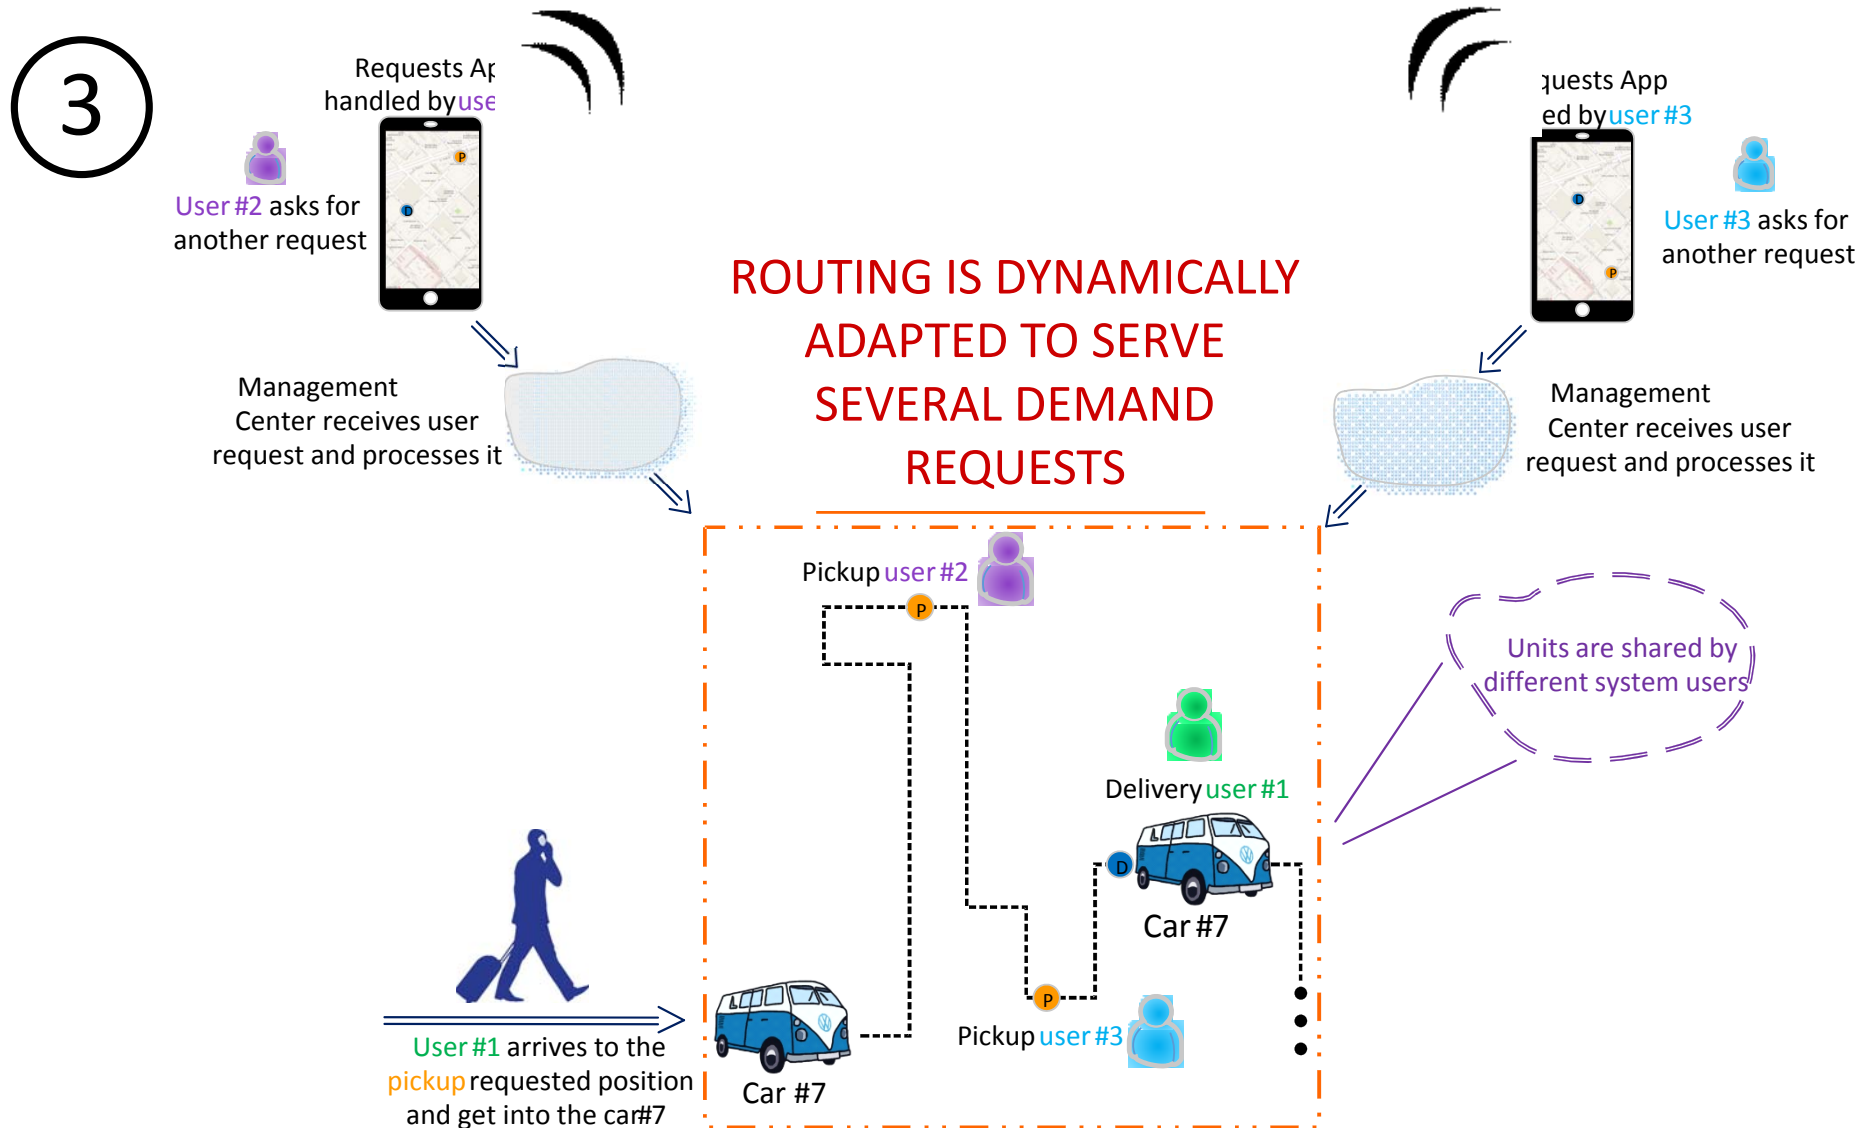 3
Requests Ap
handled by use
P
D
User #2 asks for
another request
quests App
ed by user #3
D
P
User #3 asks for
another request
ROUTING IS DYNAMICALLY
ADAPTED TO SERVE
SEVERAL DEMAND
REQUESTS
Management
Center receives user
request and processes it
Management
Center receives user
request and processes it
Pickup user #2
P
Units are shared by
different system users
Delivery user #1
D
Car #7
P
Pickup user #3
User #1 arrives to the
pickup requested position
and get into the car#7
Car #7